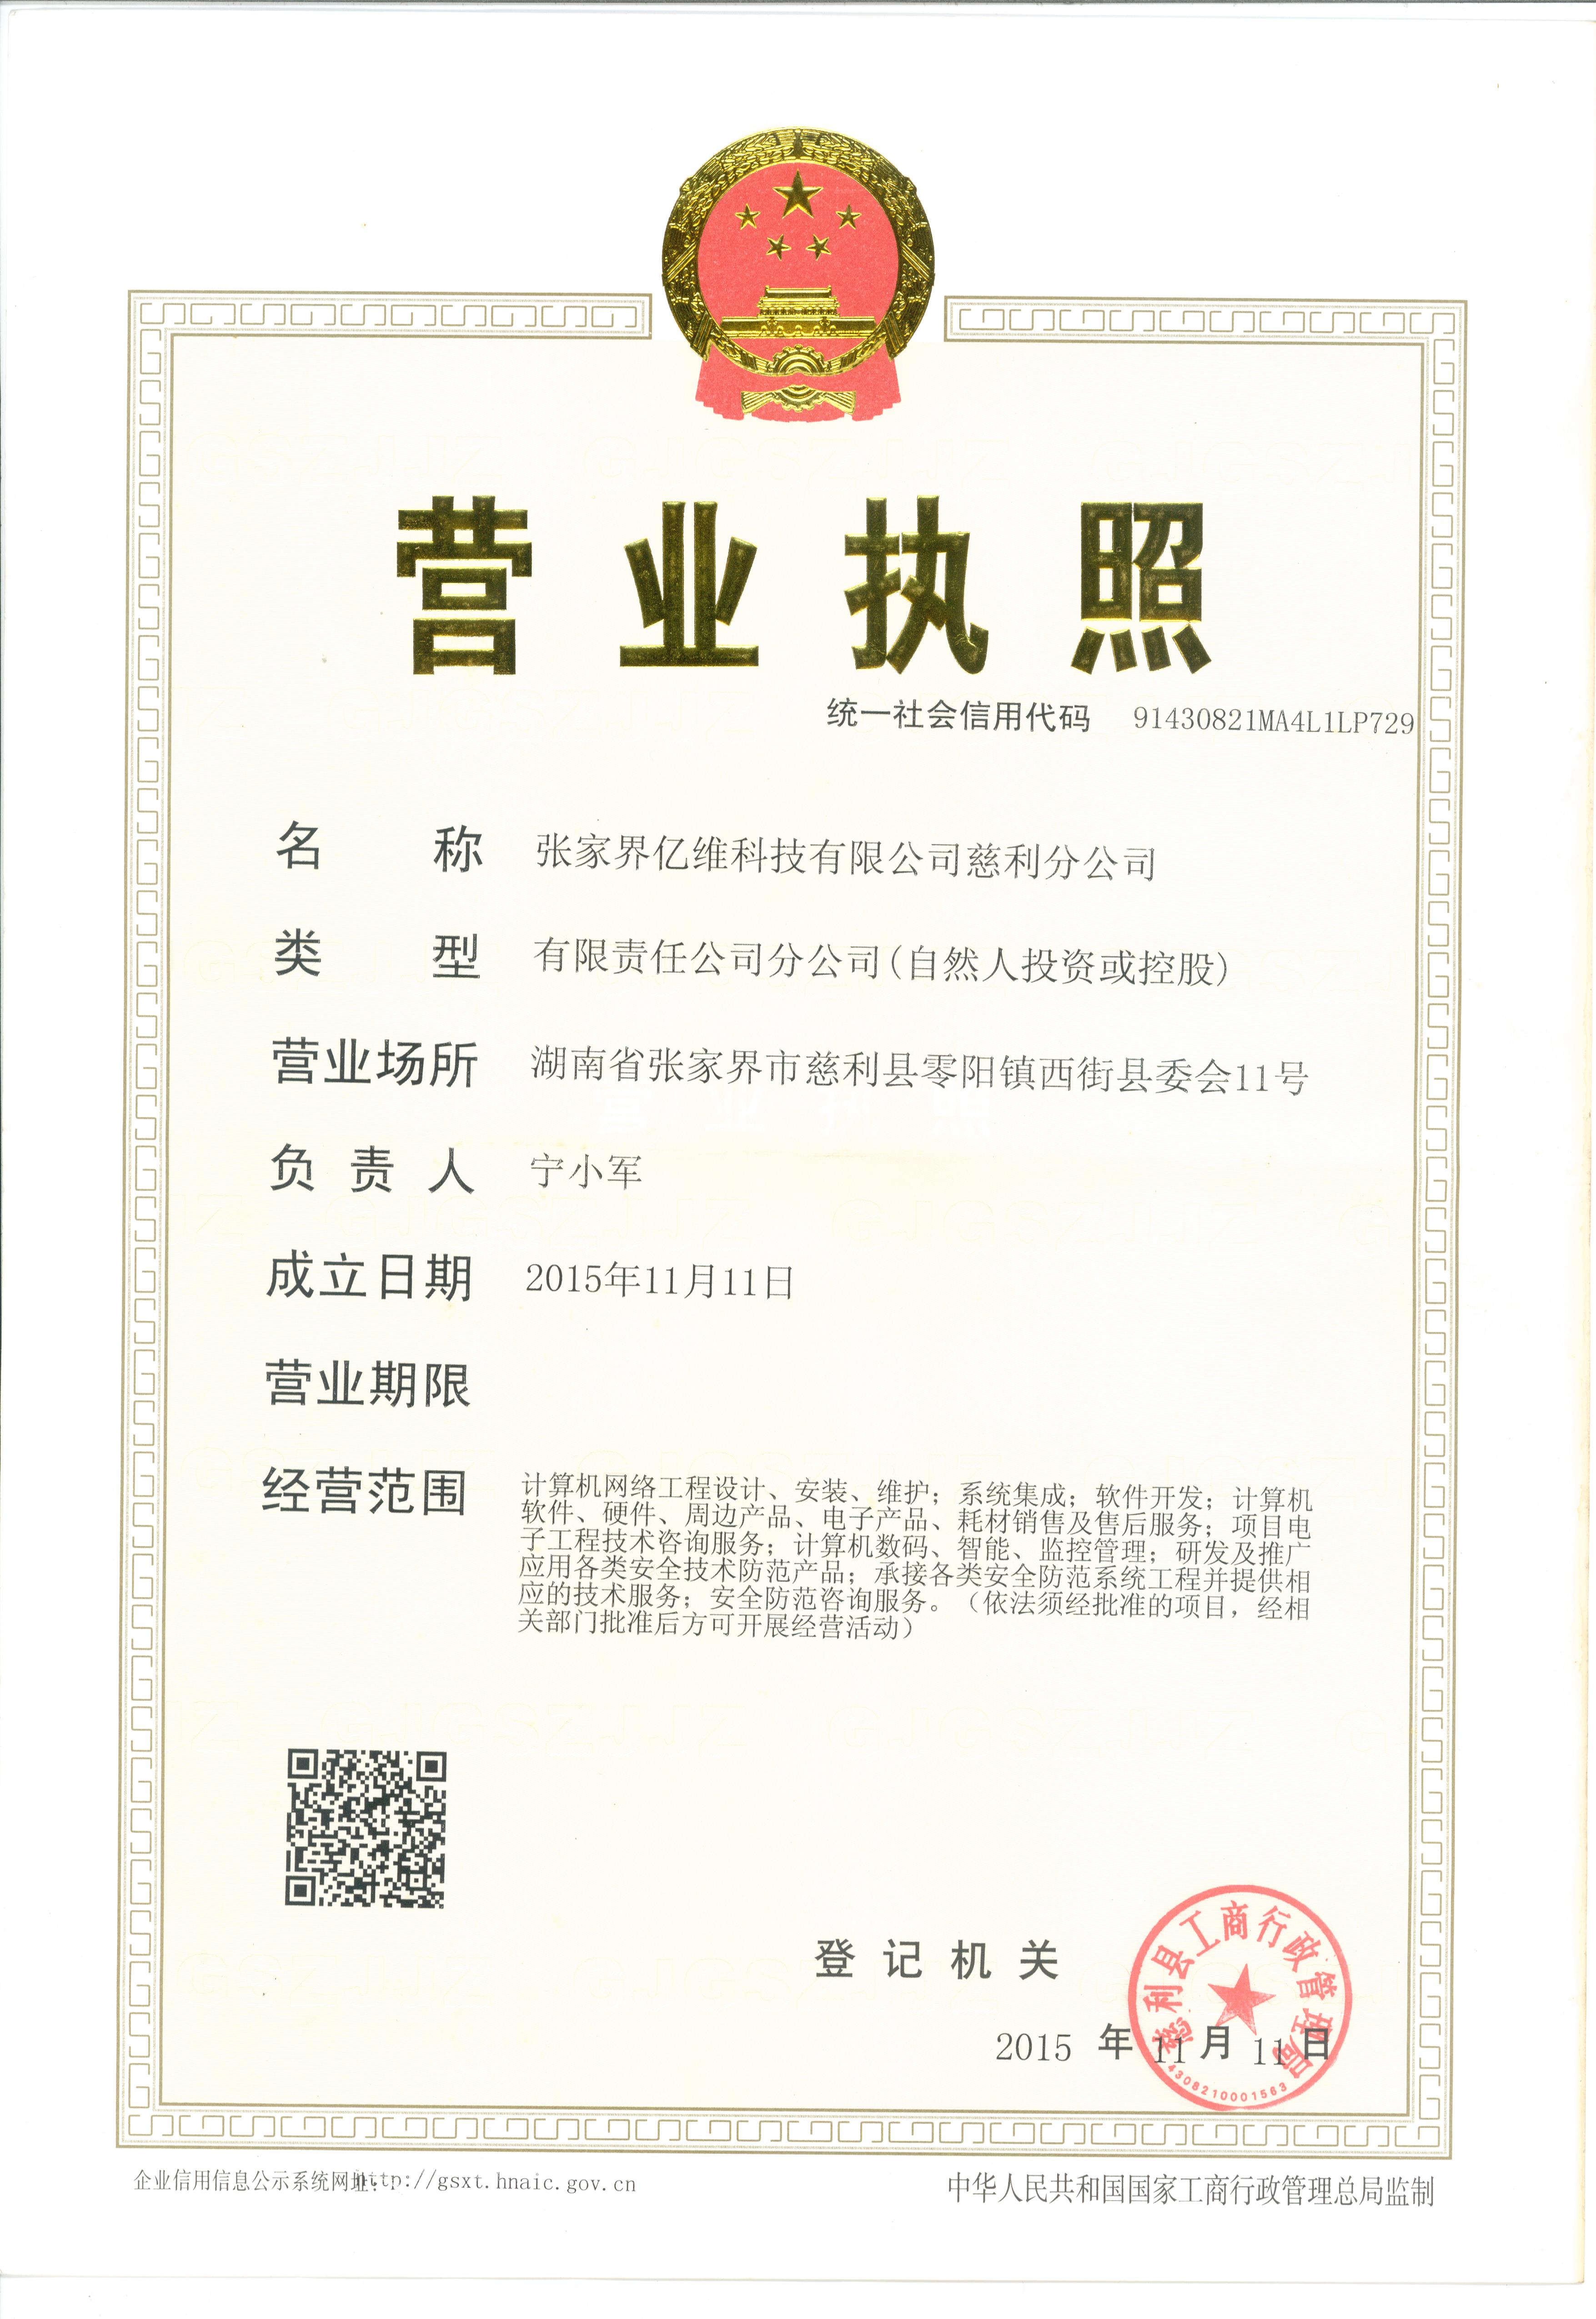 营业执照
统一社会信用代码 91430821MA4L1LP729
名称 张家界亿维科技有限公司慈利分公司
类型 有限责任公司分公司(自然人投资或控股)
营业场所 湖南省张家界市慈利县零阳镇西街县委会11号
负责人 宁小军
成立日期 2015年11月11日
营业期限
经营范围 计算机网络工程设计、安装、维护；系统集成；软件开发；计算机
软件、硬件、周边产品、电子产品、耗材销售及售后服务；项目电
子工程技术咨询服务；计算机数码、智能、监控管理；研发及推广
应用各类安全技术防范产品；承接各类安全防范系统工程并提供相
应的技术服务；安全防范咨询服务。（依法须经批准的项目，经相
关部门批准后方可开展经营活动）
登记机关
慈利县工商行政管理局
2015 年 11 月 11 日
4308210001563
企业信用信息公示系统网址：http://gsxt.hnaic.gov.cn
中华人民共和国国家工商行政管理总局监制